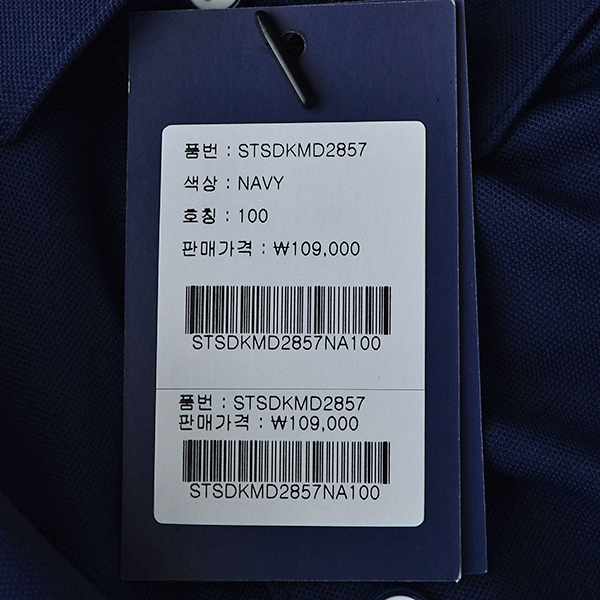 품번 : STSDKMD2857
색상 : NAVY
호칭 : 100
판매가격 : ₩109,000
STSDKMD2857NA100
품번 : STSDKMD2857
판매가격 : ₩109,000
STSDKMD2857NA100